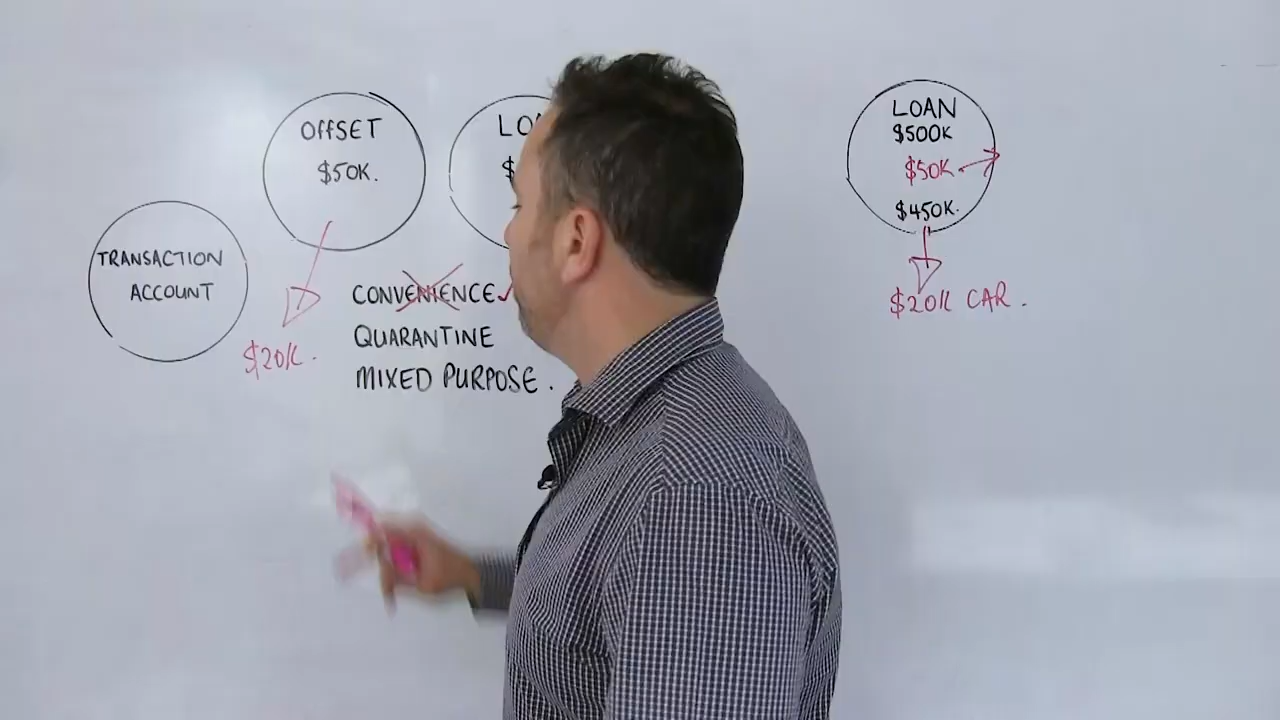 OFFSET
$50K.
TRANSACTION
ACCOUNT
$20K.
CONVENIENCE
QUARANTINE
MIXED PURPOSE.
LO
$
LOAN
$500K
$50K
$450K.
$20K CAR.